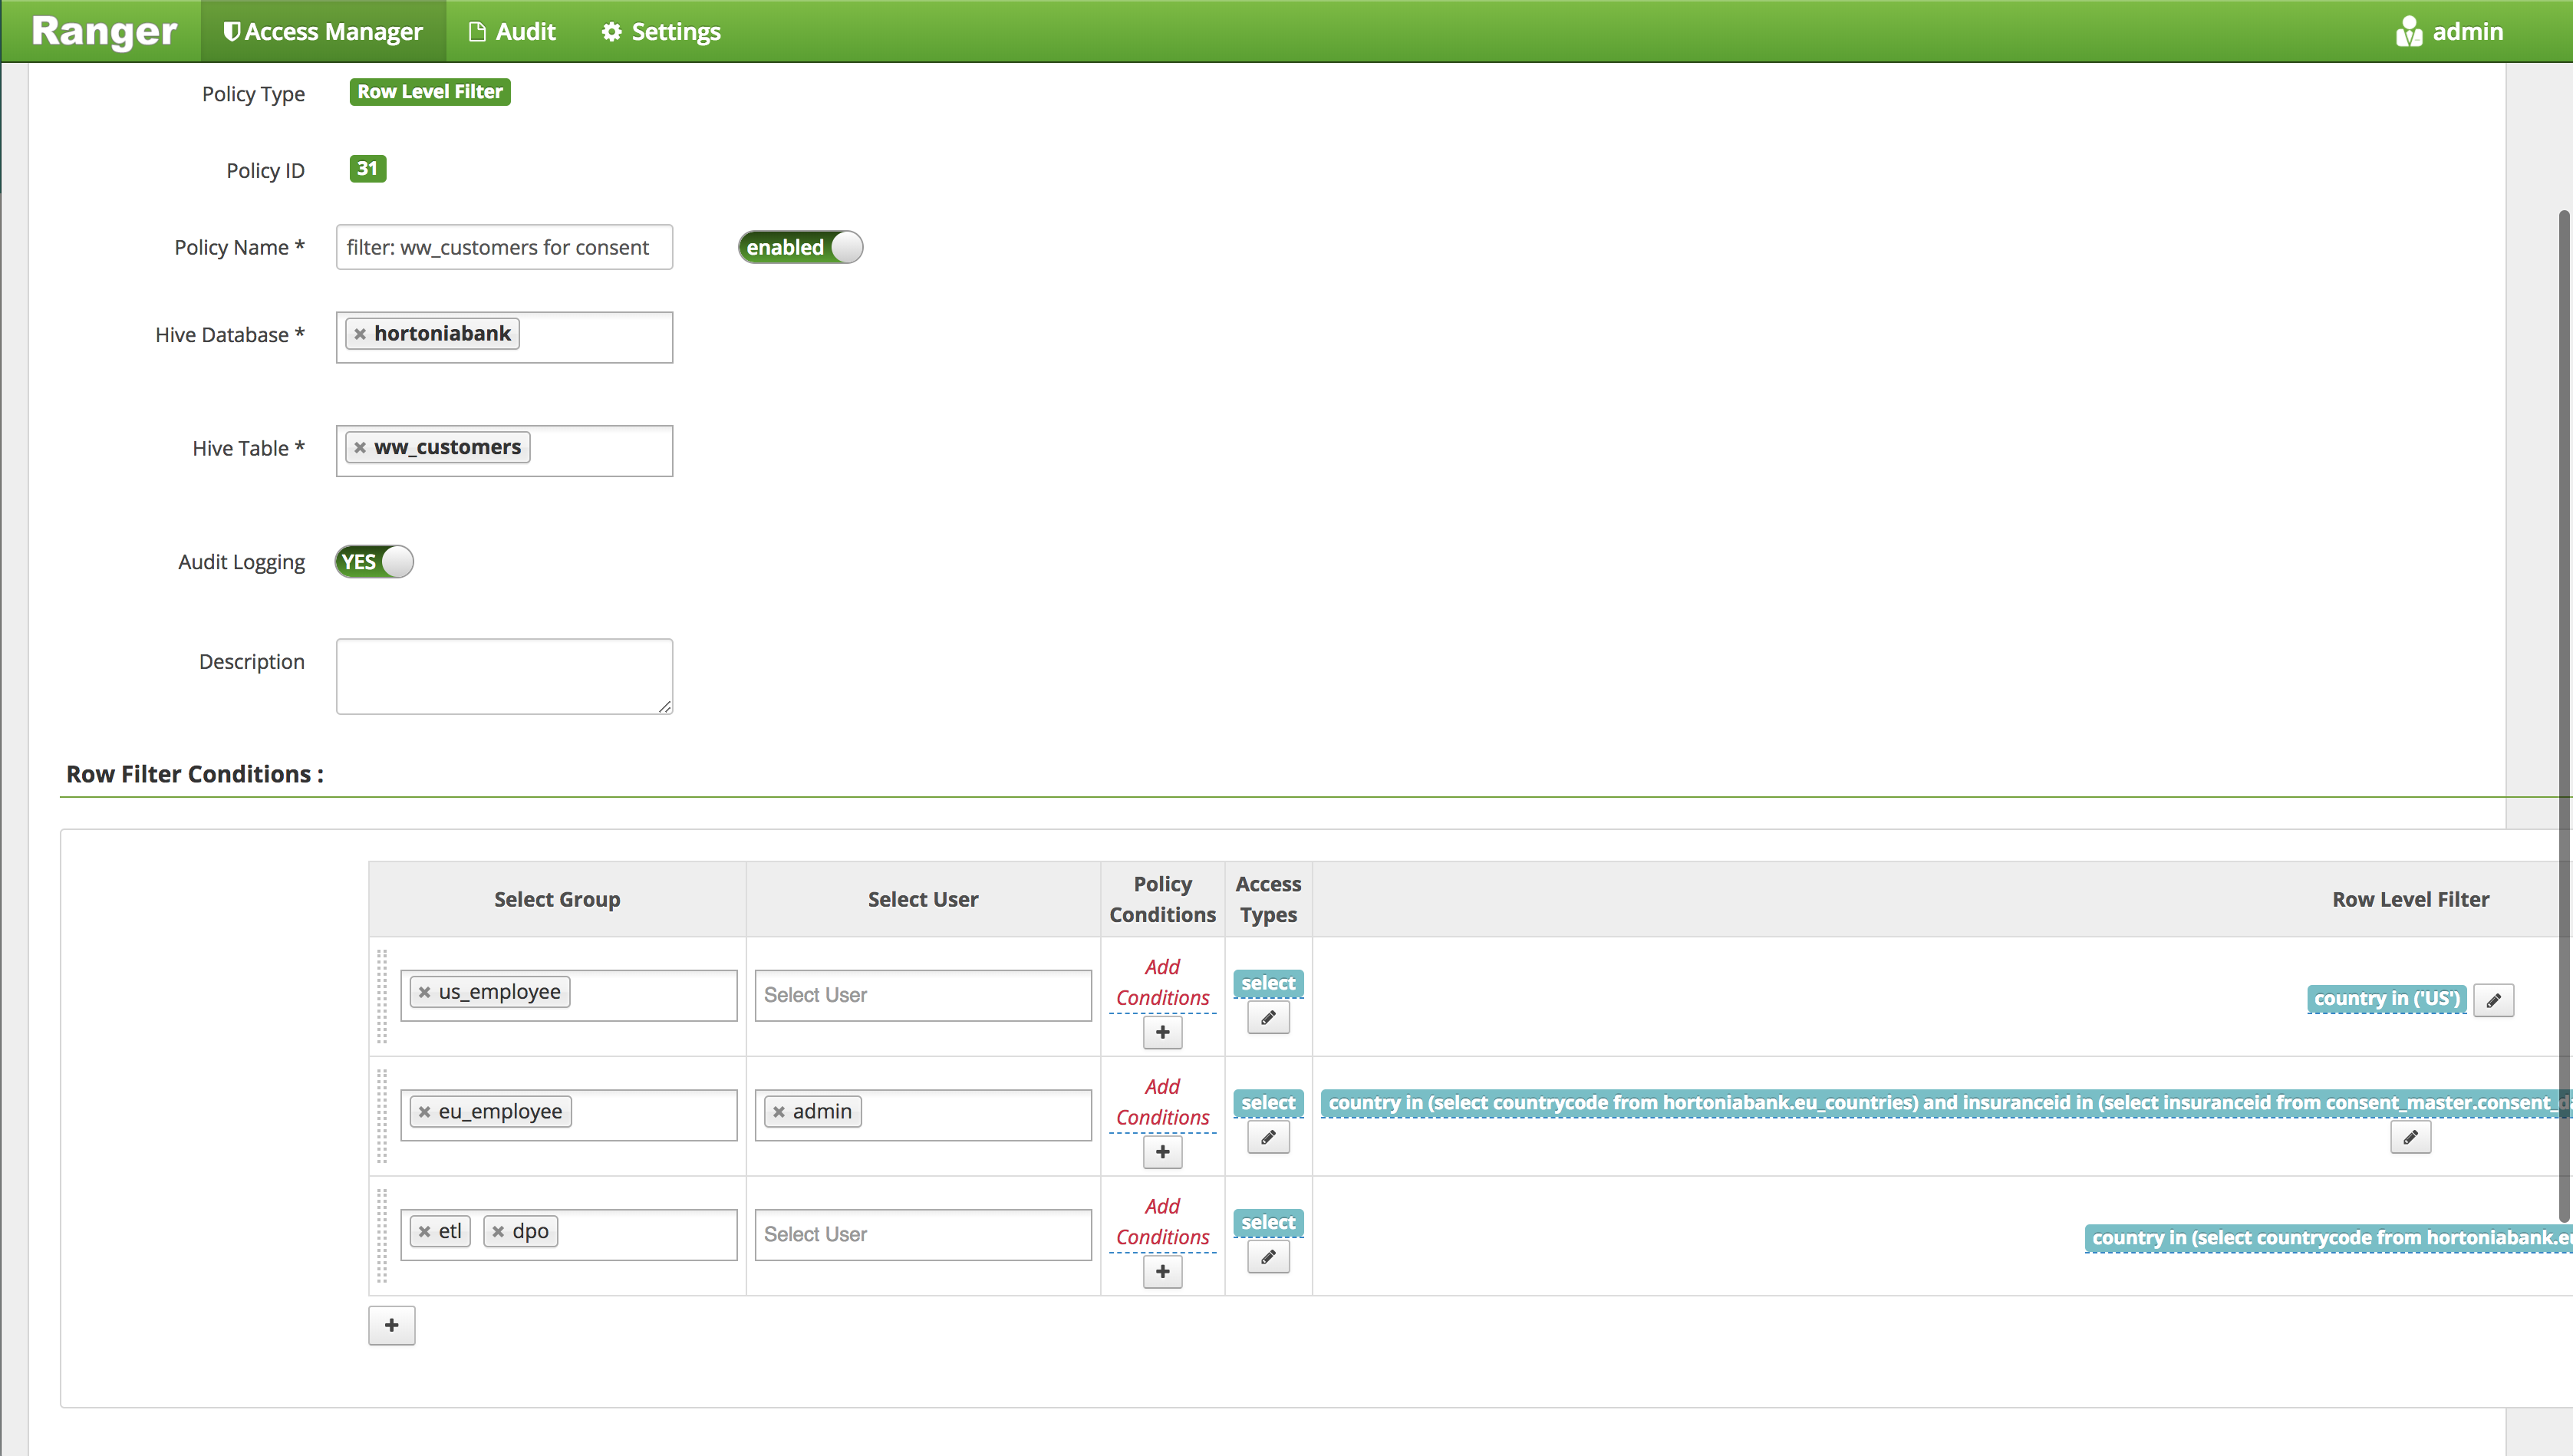 Ranger Access Manager Audit Settings admin
Policy Type Row Level Filter
Policy ID 31
Policy Name * filter: ww_customers for consent enabled
Hive Database * × hortoniabank
Hive Table * × ww_customers
Audit Logging YES
Description
Row Filter Conditions :
Select Group Select User Policy Conditions Access Types Row Level Filter
× us_employee Select User Add Conditions + select country in ('US')
× eu_employee × admin Add Conditions + select country in (select countrycode from hortoniabank.eu_countries) and insuranceid in (select insuranceid from consent_master.consent_d
× etl × dpo Select User Add Conditions + select country in (select countrycode from hortoniabank.eu
+